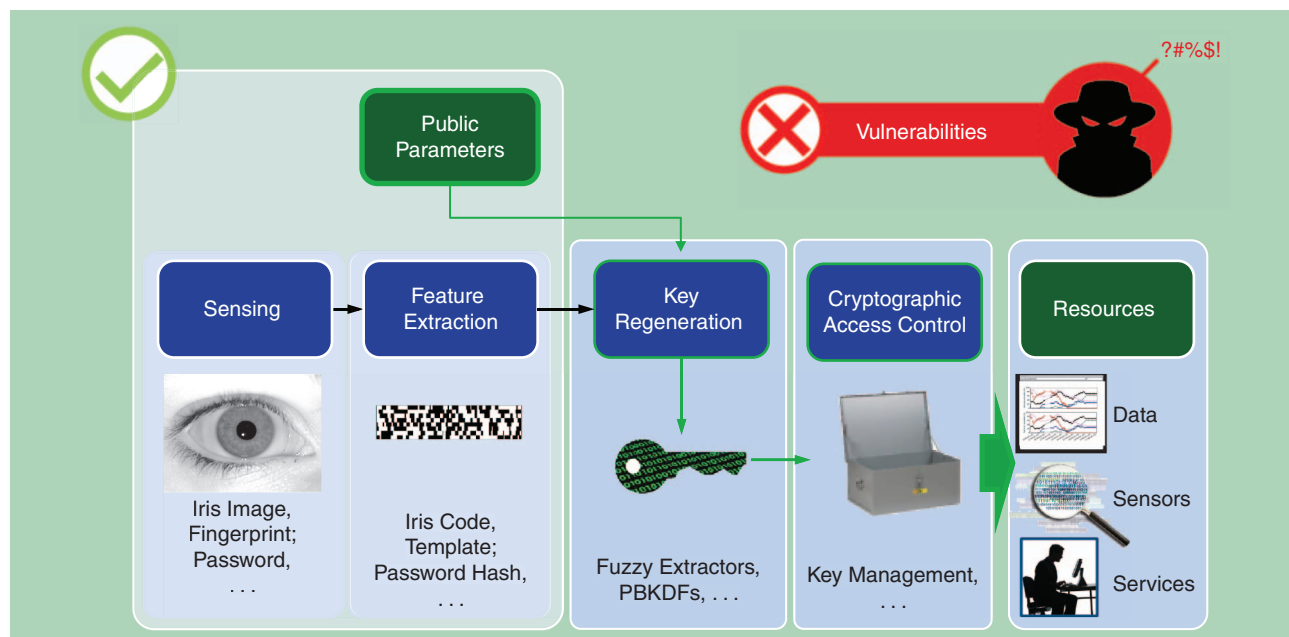 ?#%$!
Public
Parameters
Vulnerabilities
Sensing
Feature
Extraction
Key
Regeneration
Cryptographic
Access Control
Resources
Iris Image,
Fingerprint;
Password,
. . .
Iris Code,
Template;
Password Hash,
. . .
Fuzzy Extractors,
PBKDFs, . . .
Key Management,
. . .
Data
Sensors
Services